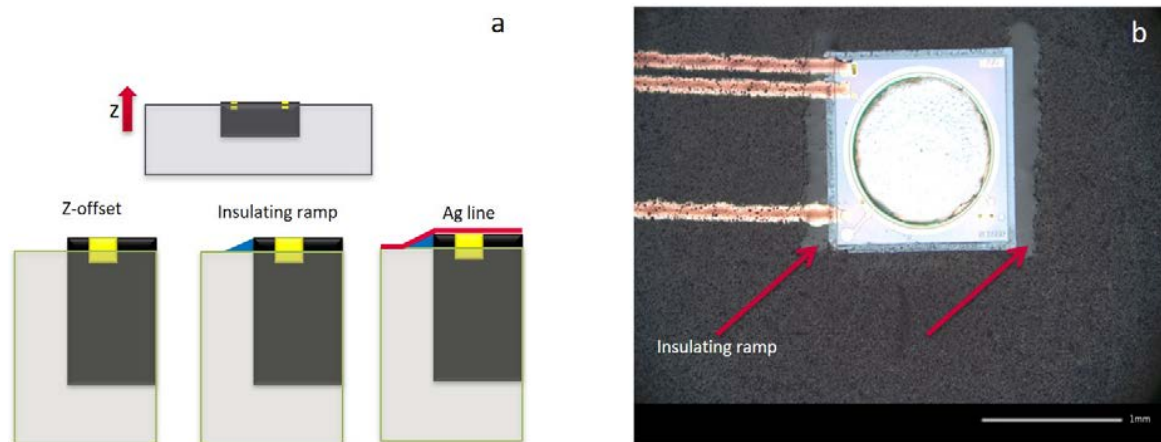 a
Z
Z-offset
Insulating ramp
Ag line
b
Insulating ramp
1mm